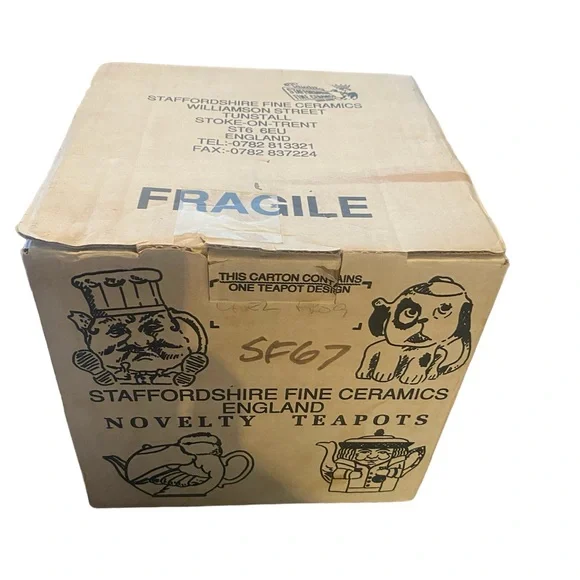 STAFFORDSHIRE FINE CERAMICS
WILLIAMSON STREET
TUNSTALL
STOKE-ON-TRENT
ST6 6EU
ENGLAND
TEL:-0782 813321
FAX:-0782 837224
FRAGILE
THIS CARTON CONTAINS
ONE TEAPOT DESIGN
SF67
STAFFORDSHIRE FINE CERAMICS
ENGLAND
NOVELTY TEAPOTS